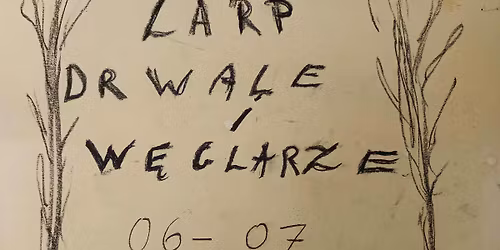 LARP
DRWALE
/
WĘGLARZE
06- 07